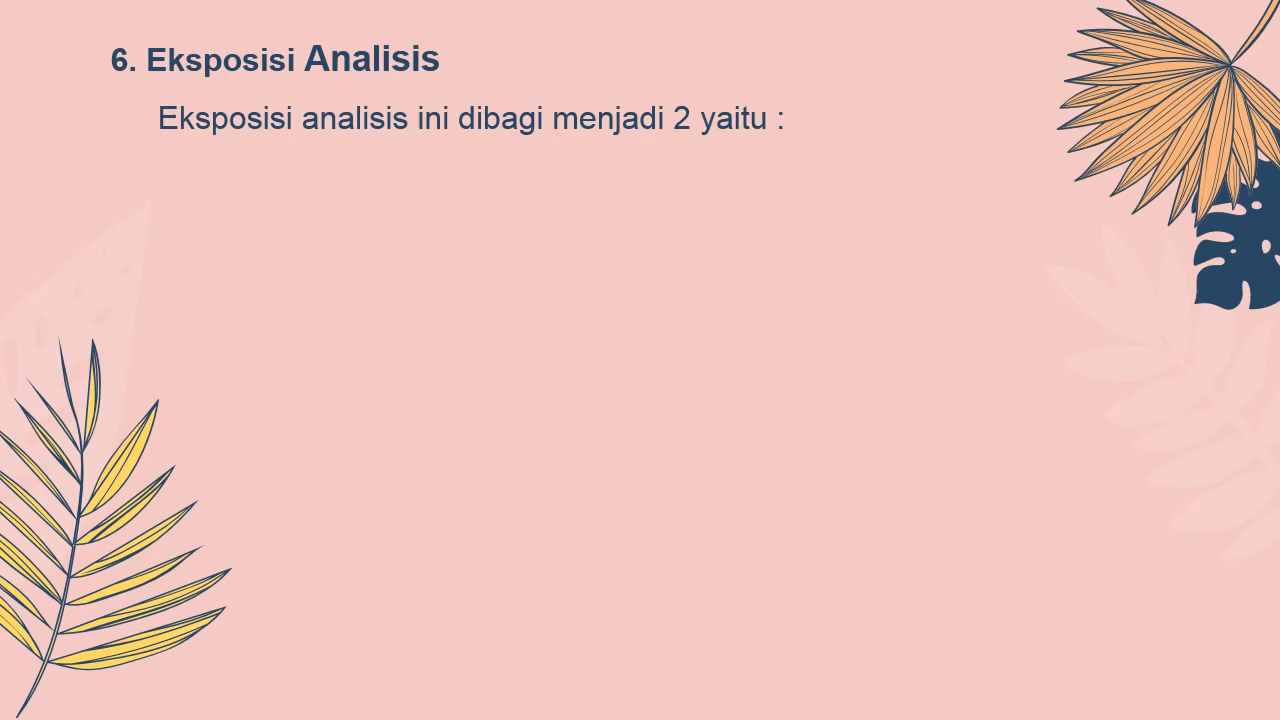 6. Eksposisi Analisis
Eksposisi analisis ini dibagi menjadi 2 yaitu :